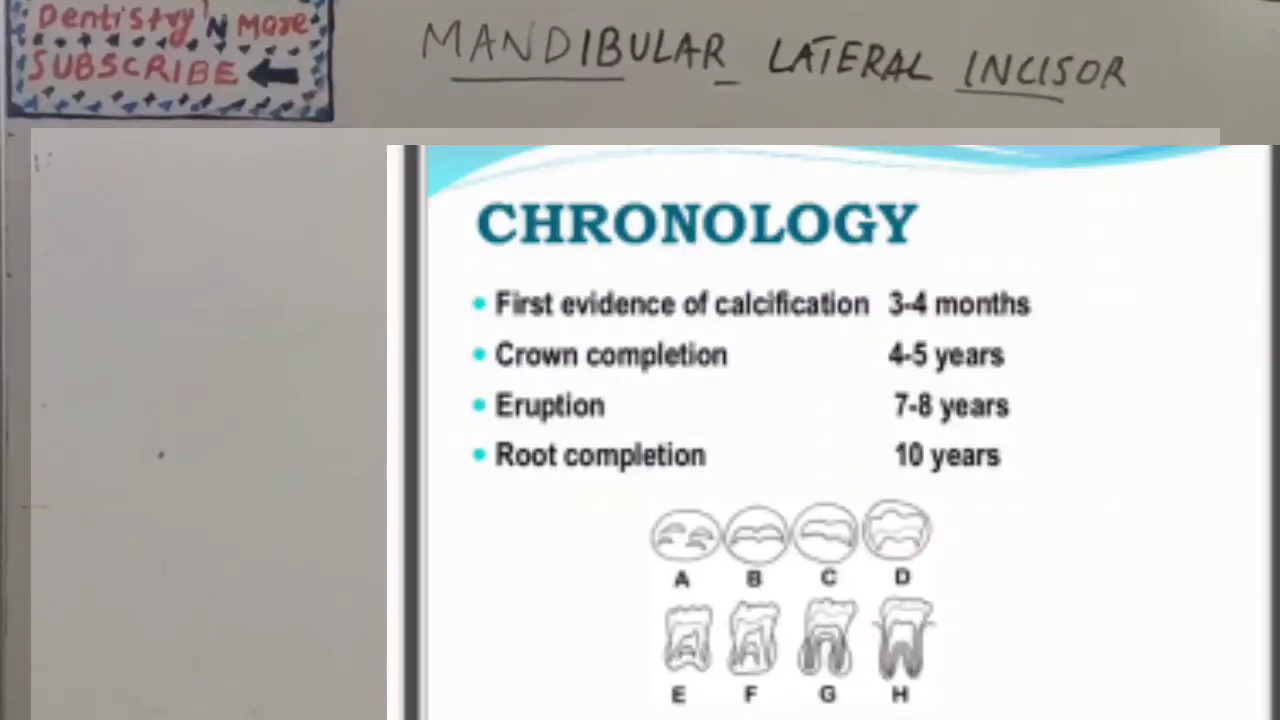 Dentistry'N More
SUBSCRIBE
MANDIBULAR LATERAL INCISOR
CHRONOLOGY
• First evidence of calcification 3-4 months
• Crown completion 4-5 years
• Eruption 7-8 years
• Root completion 10 years
A B C D
E F G H